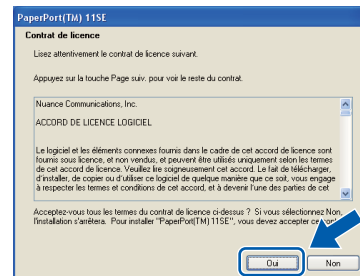 PaperPort(TM) 11SE
Contrat de licence
Lisez attentivement le contrat de licence suivant.
Appuyez sur la touche Page suiv. pour voir le reste du contrat.
Nuance Communications, Inc.
ACCORD DE LICENCE LOGICIEL
Le logiciel et les éléments connexes fournis dans le cadre de cet accord de licence sont
fournis sous licence, et non vendus, et peuvent être utilisés uniquement selon les termes
de cet accord de licence. Veuillez lire soigneusement cet accord. Le fait de télécharger,
d'installer, de copier ou d'utiliser ce logiciel de quelque manière que ce soit, vous engage
à respecter les termes et conditions de cet accord, et à devenir l'une des parties de cet
Acceptez-vous tous les termes du contrat de licence ci-dessus ? Si vous sélectionnez Non,
l'installation s'arrêtera. Pour installer "PaperPort(TM) 11SE", vous devez accepter ce
Oui
Non